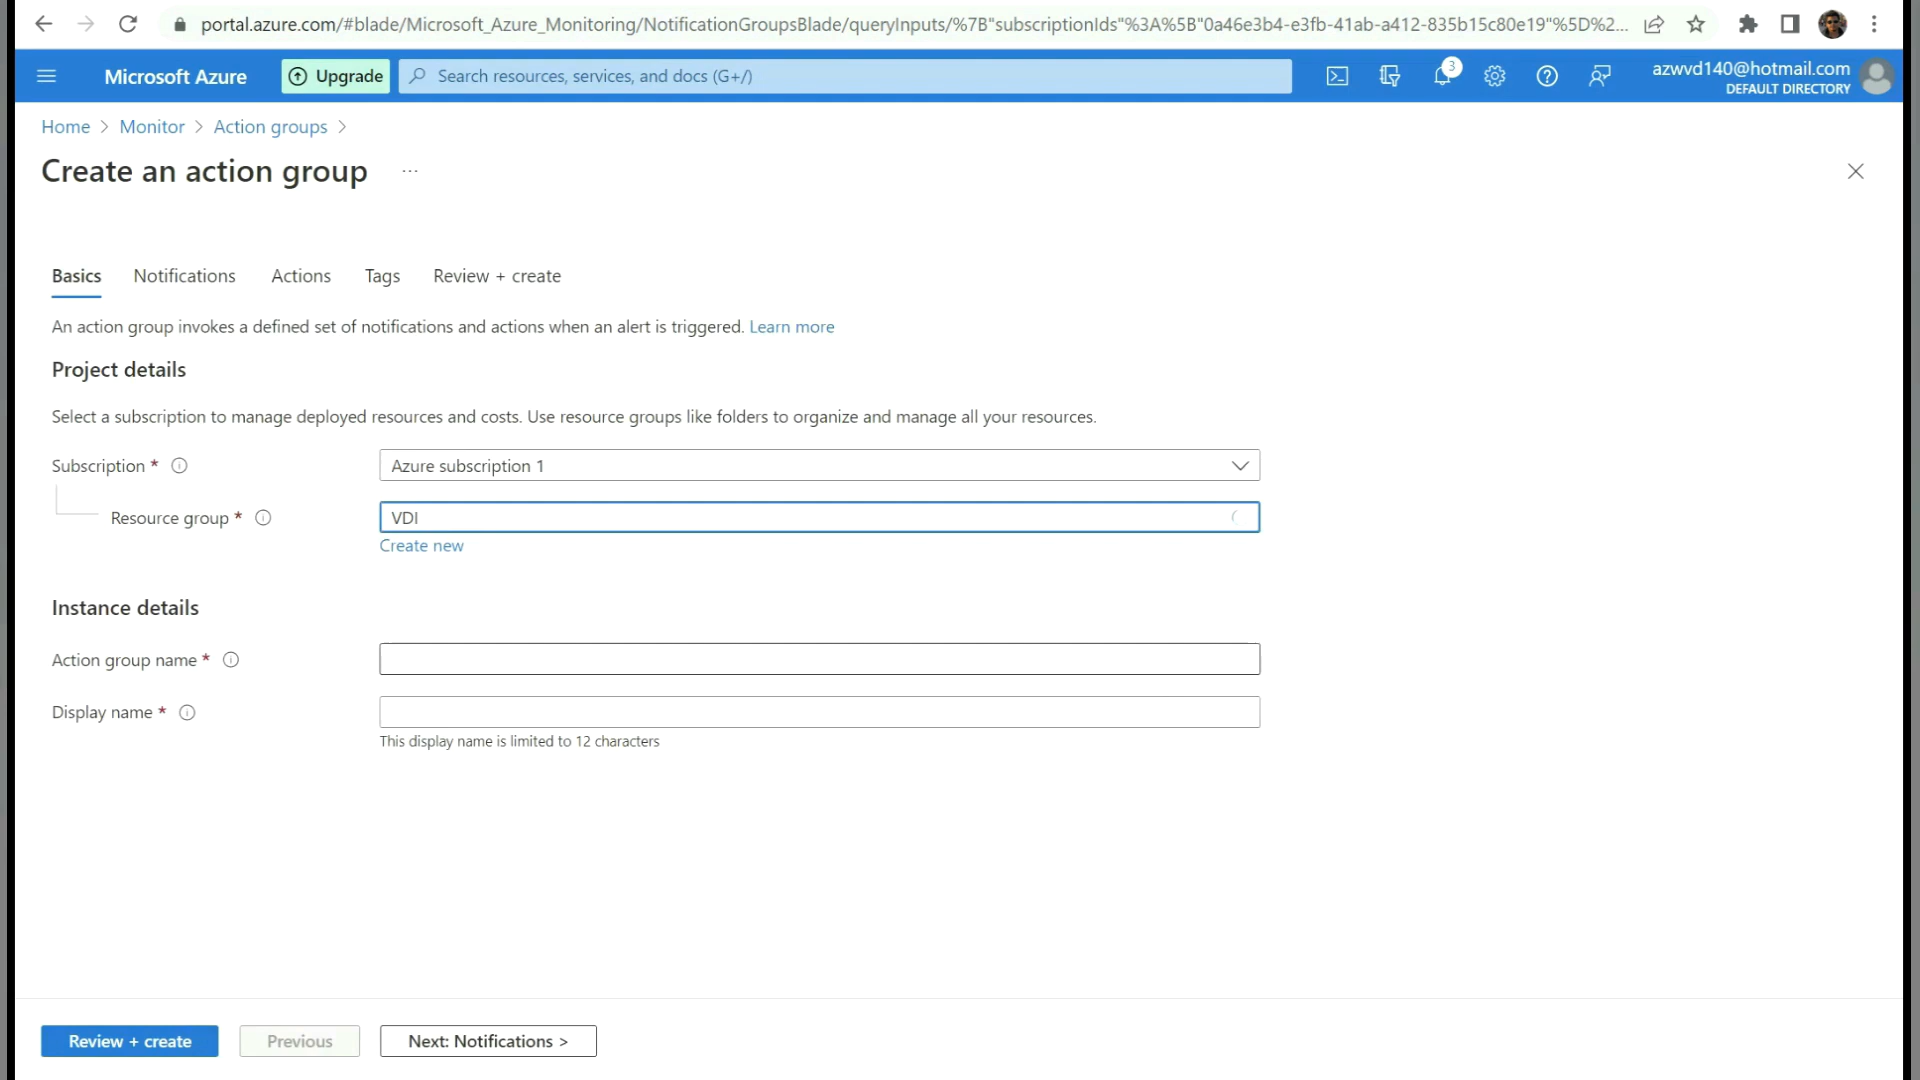 portal.azure.com/#blade/Microsoft_Azure_Monitoring/NotificationGroupsBlade/queryInputs/%7B"subscriptionIds"%3A%5B"0a46e3b4-e3fb-41ab-a412-835b15c80e19"%5D%2...
Microsoft Azure
Upgrade
Search resources, services, and docs (G+/)
3
azwvd140@hotmail.com
DEFAULT DIRECTORY
Home > Monitor > Action groups >
Create an action group ...
Basics Notifications Actions Tags Review + create
An action group invokes a defined set of notifications and actions when an alert is triggered. Learn more
Project details
Select a subscription to manage deployed resources and costs. Use resource groups like folders to organize and manage all your resources.
Subscription *
Azure subscription 1
Resource group *
VDI
Create new
Instance details
Action group name *
Display name *
This display name is limited to 12 characters
Review + create
Previous
Next: Notifications >